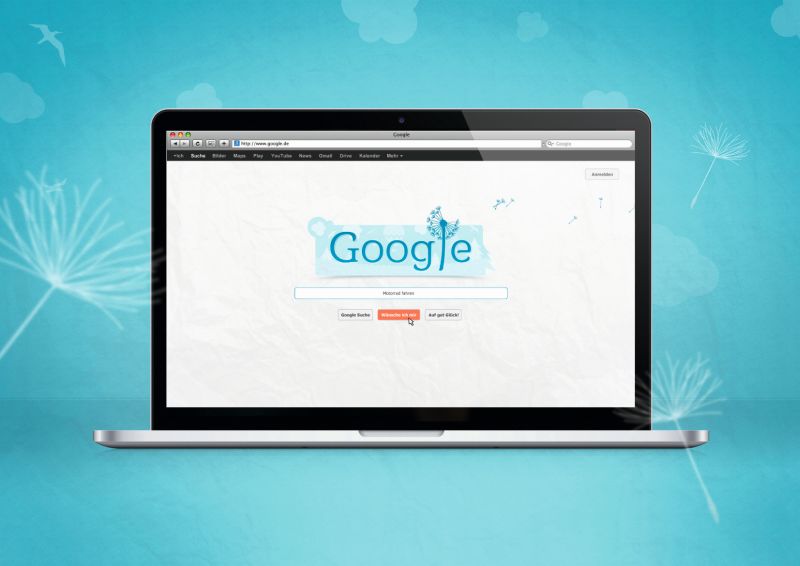 Google
http://www.google.de
Google
+Ich Suche Bilder Maps Play YouTube News Gmail Drive Kalender Mehr
Anmelden
Google
Motorrad fahren
Google Suche
Wünsche ich mir
Auf gut Glück!